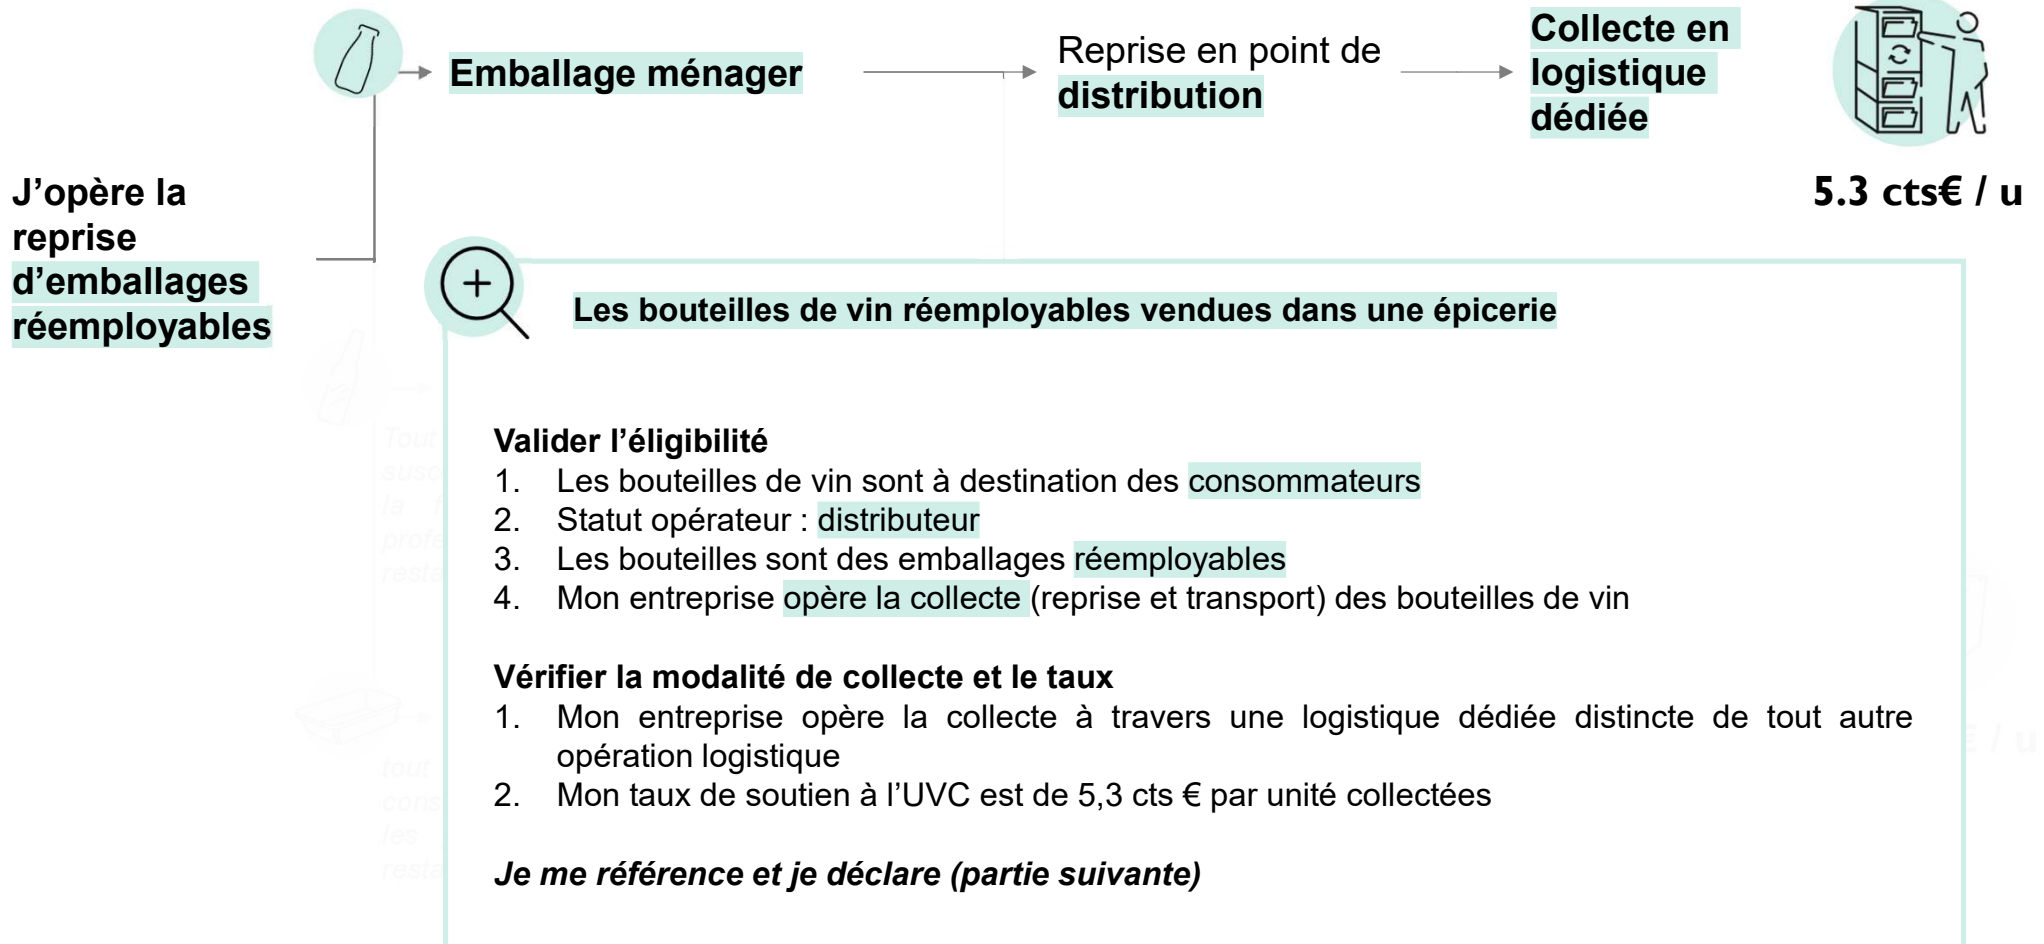 Emballage ménager
Reprise en point de
distribution
Collecte en
logistique
dédiée
J’opère la
reprise
d’emballages
réemployables
5.3 cts€ / u
Les bouteilles de vin réemployables vendues dans une épicerie
Valider l’éligibilité
1. Les bouteilles de vin sont à destination des consommateurs
2. Statut opérateur : distributeur
3. Les bouteilles sont des emballages réemployables
4. Mon entreprise opère la collecte (reprise et transport) des bouteilles de vin
Vérifier la modalité de collecte et le taux
1. Mon entreprise opère la collecte à travers une logistique dédiée distincte de tout autre
opération logistique
2. Mon taux de soutien à l’UVC est de 5,3 cts € par unité collectées
Je me référence et je déclare (partie suivante)